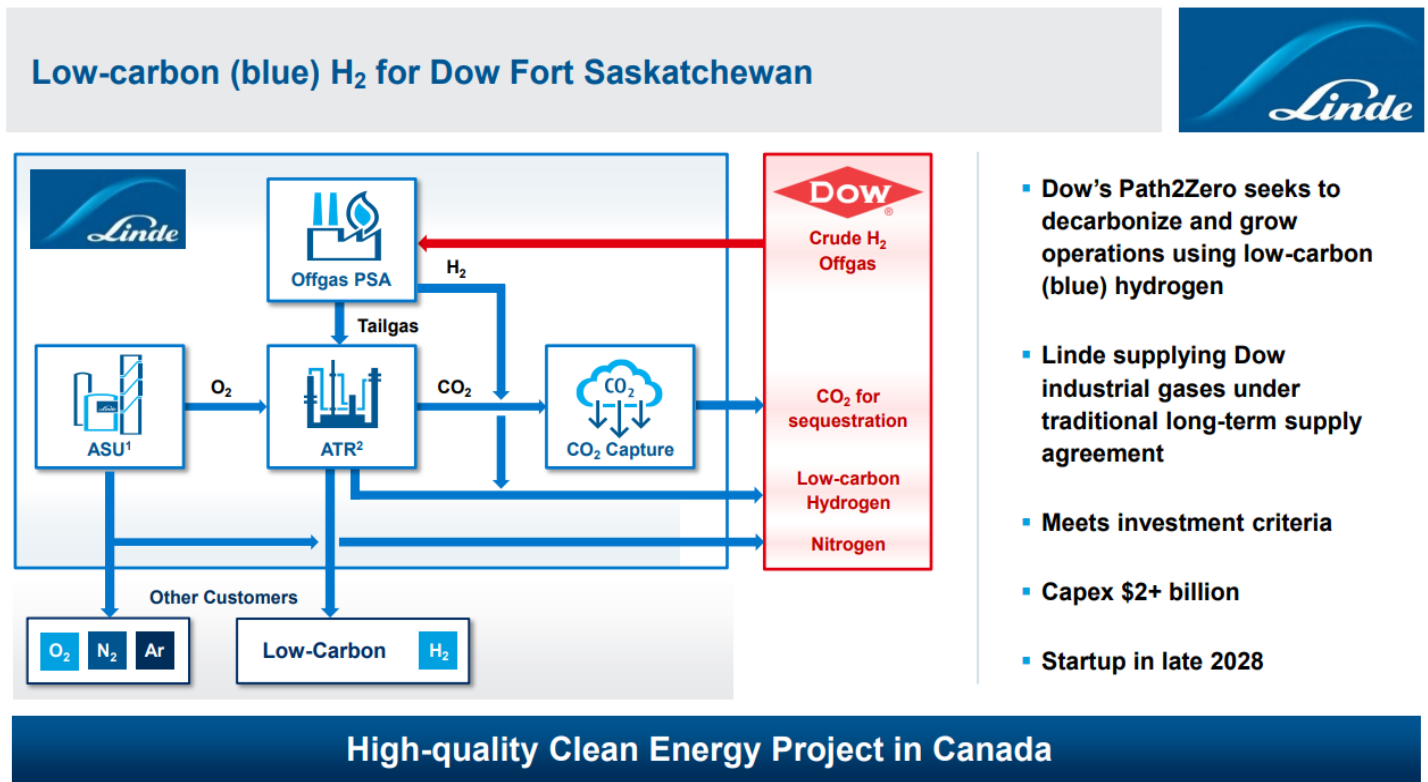 Low-carbon (blue) H₂ for Dow Fort Saskatchewan
Linde
Linde
Offgas PSA
H₂
Tailgas
O₂
CO₂
Linde
ASU¹
ATR²
CO₂
CO₂ Capture
Other Customers
O₂ N₂ Ar
Low-Carbon H₂
DOW®
Crude H₂
Offgas
CO₂ for
sequestration
Low-carbon
Hydrogen
Nitrogen
▪ Dow’s Path2Zero seeks to
decarbonize and grow
operations using low-carbon
(blue) hydrogen
▪ Linde supplying Dow
industrial gases under
traditional long-term supply
agreement
▪ Meets investment criteria
▪ Capex $2+ billion
▪ Startup in late 2028
High-quality Clean Energy Project in Canada